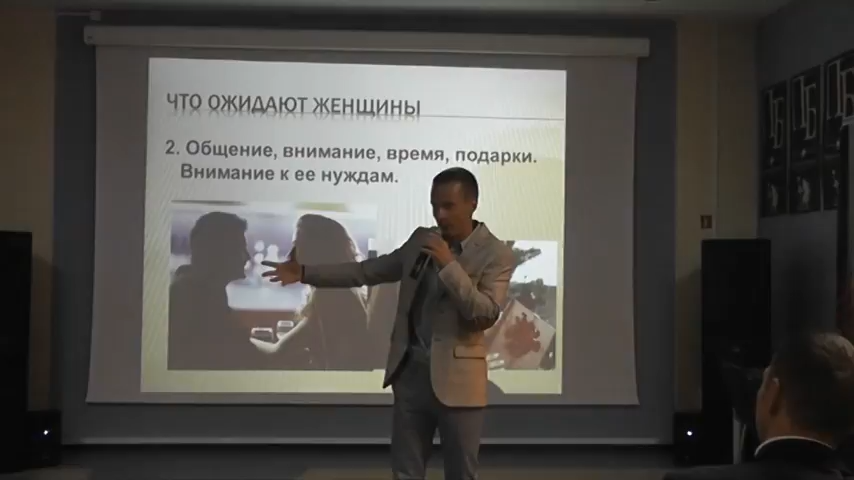 ЧТО ОЖИДАЮТ ЖЕНЩИНЫ
2. Общение, внимание, время, подарки.
Внимание к ее нуждам.